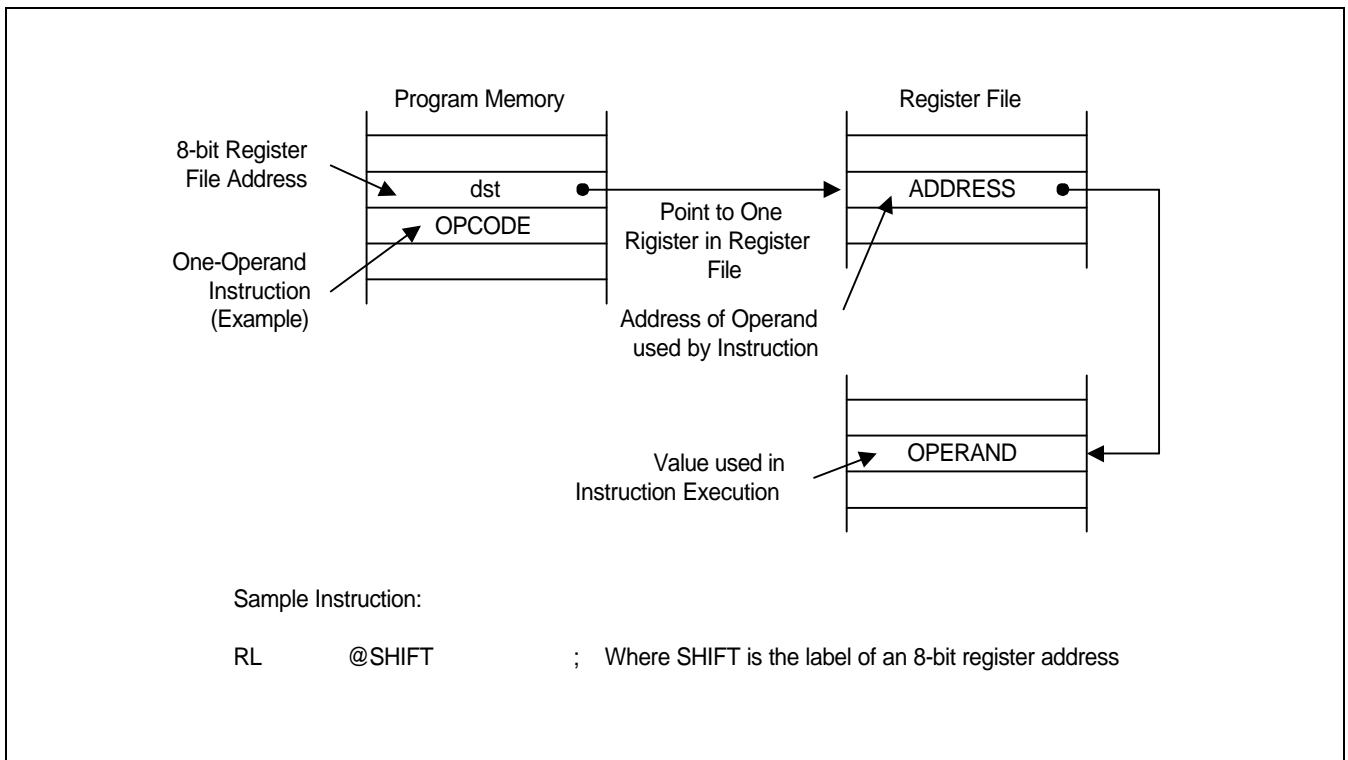 Program Memory
Register File
8-bit Register
File Address
dst
ADDRESS
OPCODE
Point to One
Rigister in Register
File
One-Operand
Instruction
(Example)
Address of Operand
used by Instruction
OPERAND
Value used in
Instruction Execution
Sample Instruction:
RL @SHIFT ; Where SHIFT is the label of an 8-bit register address